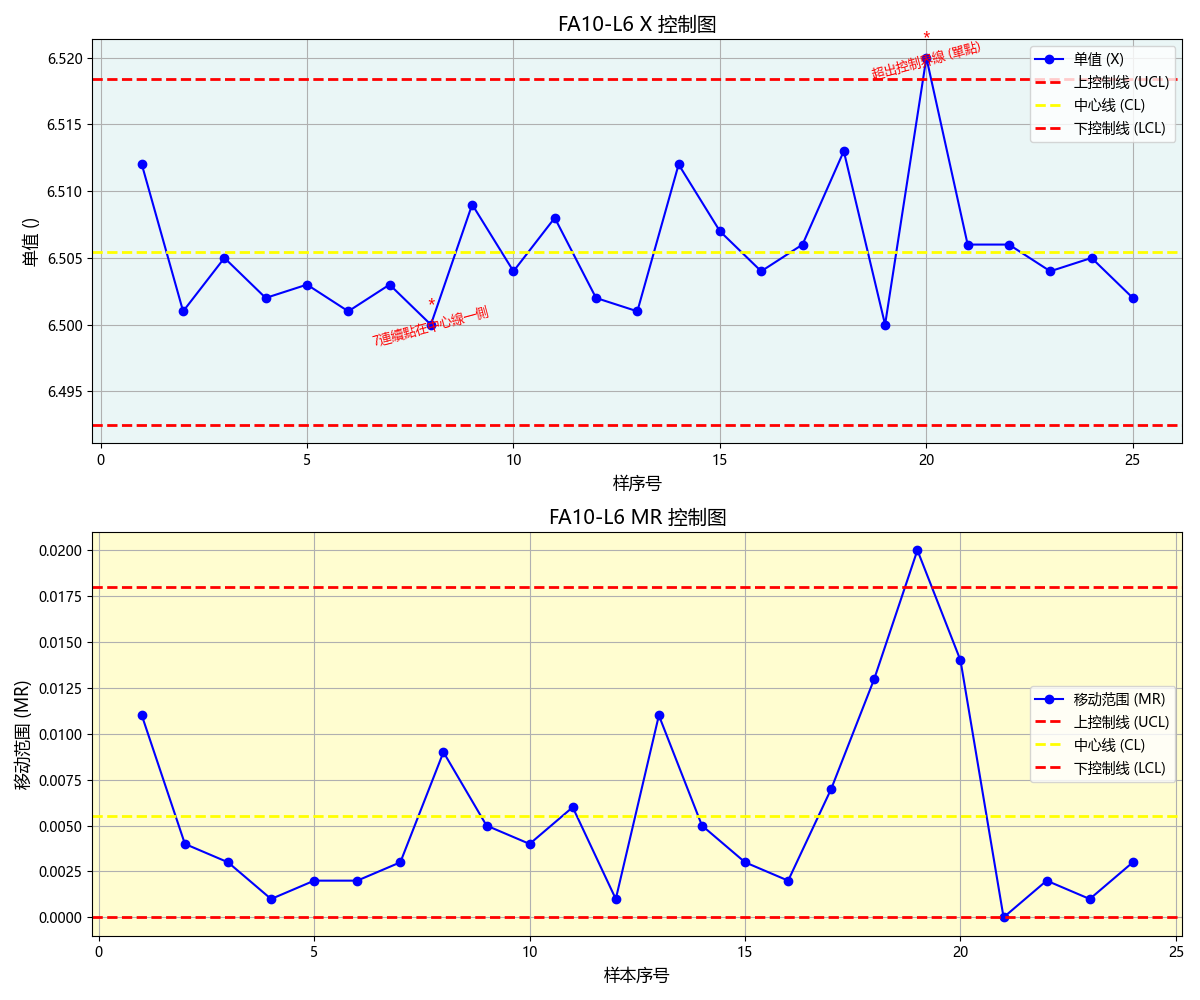 FA10-L6 X 控制图
单值 ()
6.520
6.515
6.510
6.505
6.500
6.495
*
超出控制界線 (單點)
*
7連續點在中心線一側
单值 (X)
上控制线 (UCL)
中心线 (CL)
下控制线 (LCL)
0 5 10 15 20 25
样序号
FA10-L6 MR 控制图
移动范围 (MR)
0.0200
0.0175
0.0150
0.0125
0.0100
0.0075
0.0050
0.0025
0.0000
移动范围 (MR)
上控制线 (UCL)
中心线 (CL)
下控制线 (LCL)
0 5 10 15 20 25
样本序号